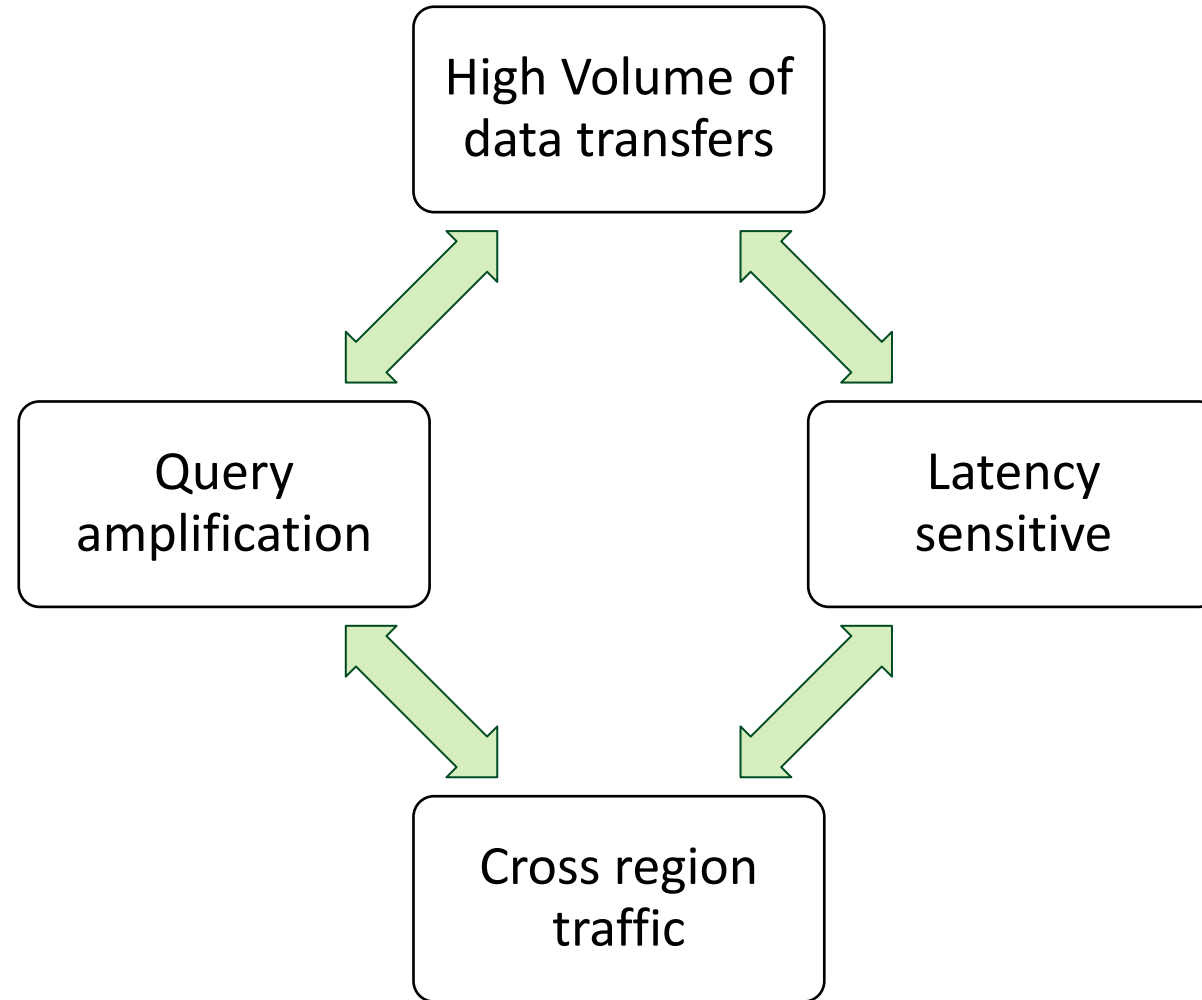 High Volume of
data transfers
Query
amplification
Latency
sensitive
Cross region
traffic